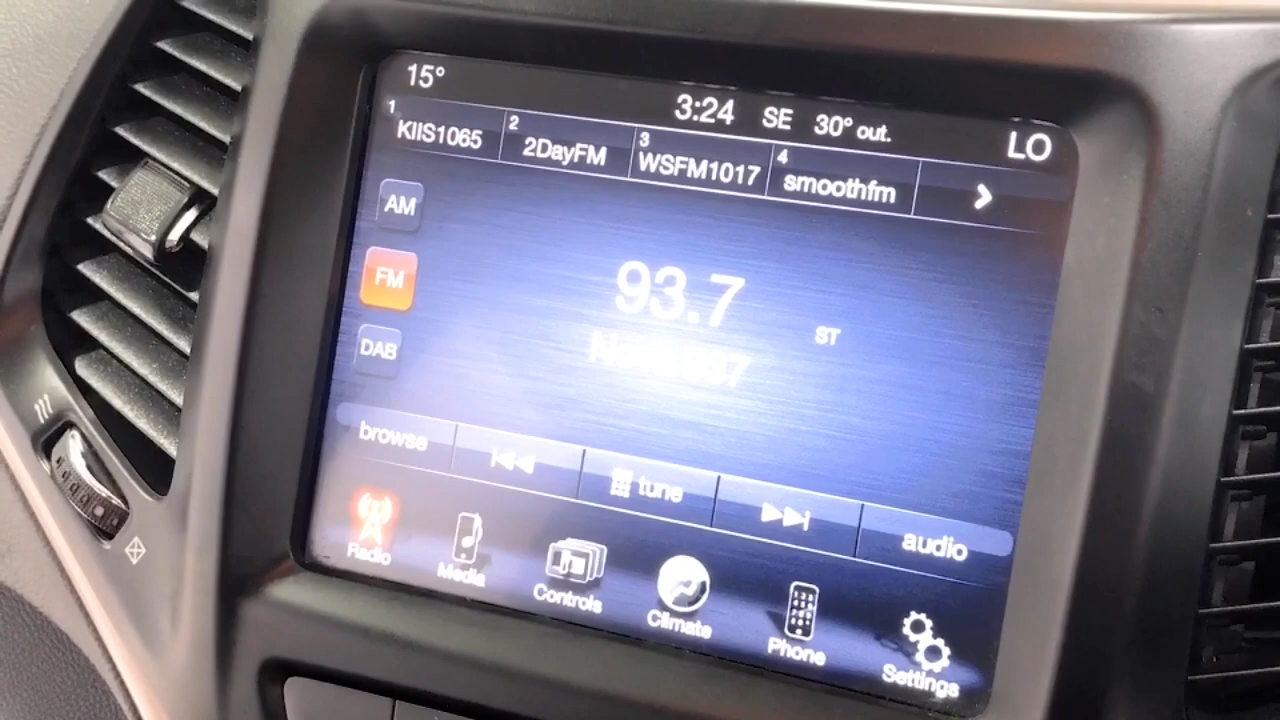 15° 3:24 SE 30° out. LO
1 KIIS1065 2 2DayFM 3 WSFM1017 4 smoothfm
AM
FM
DAB
93.7
ST
browse tune audio
Radio Media Controls Climate Phone Settings